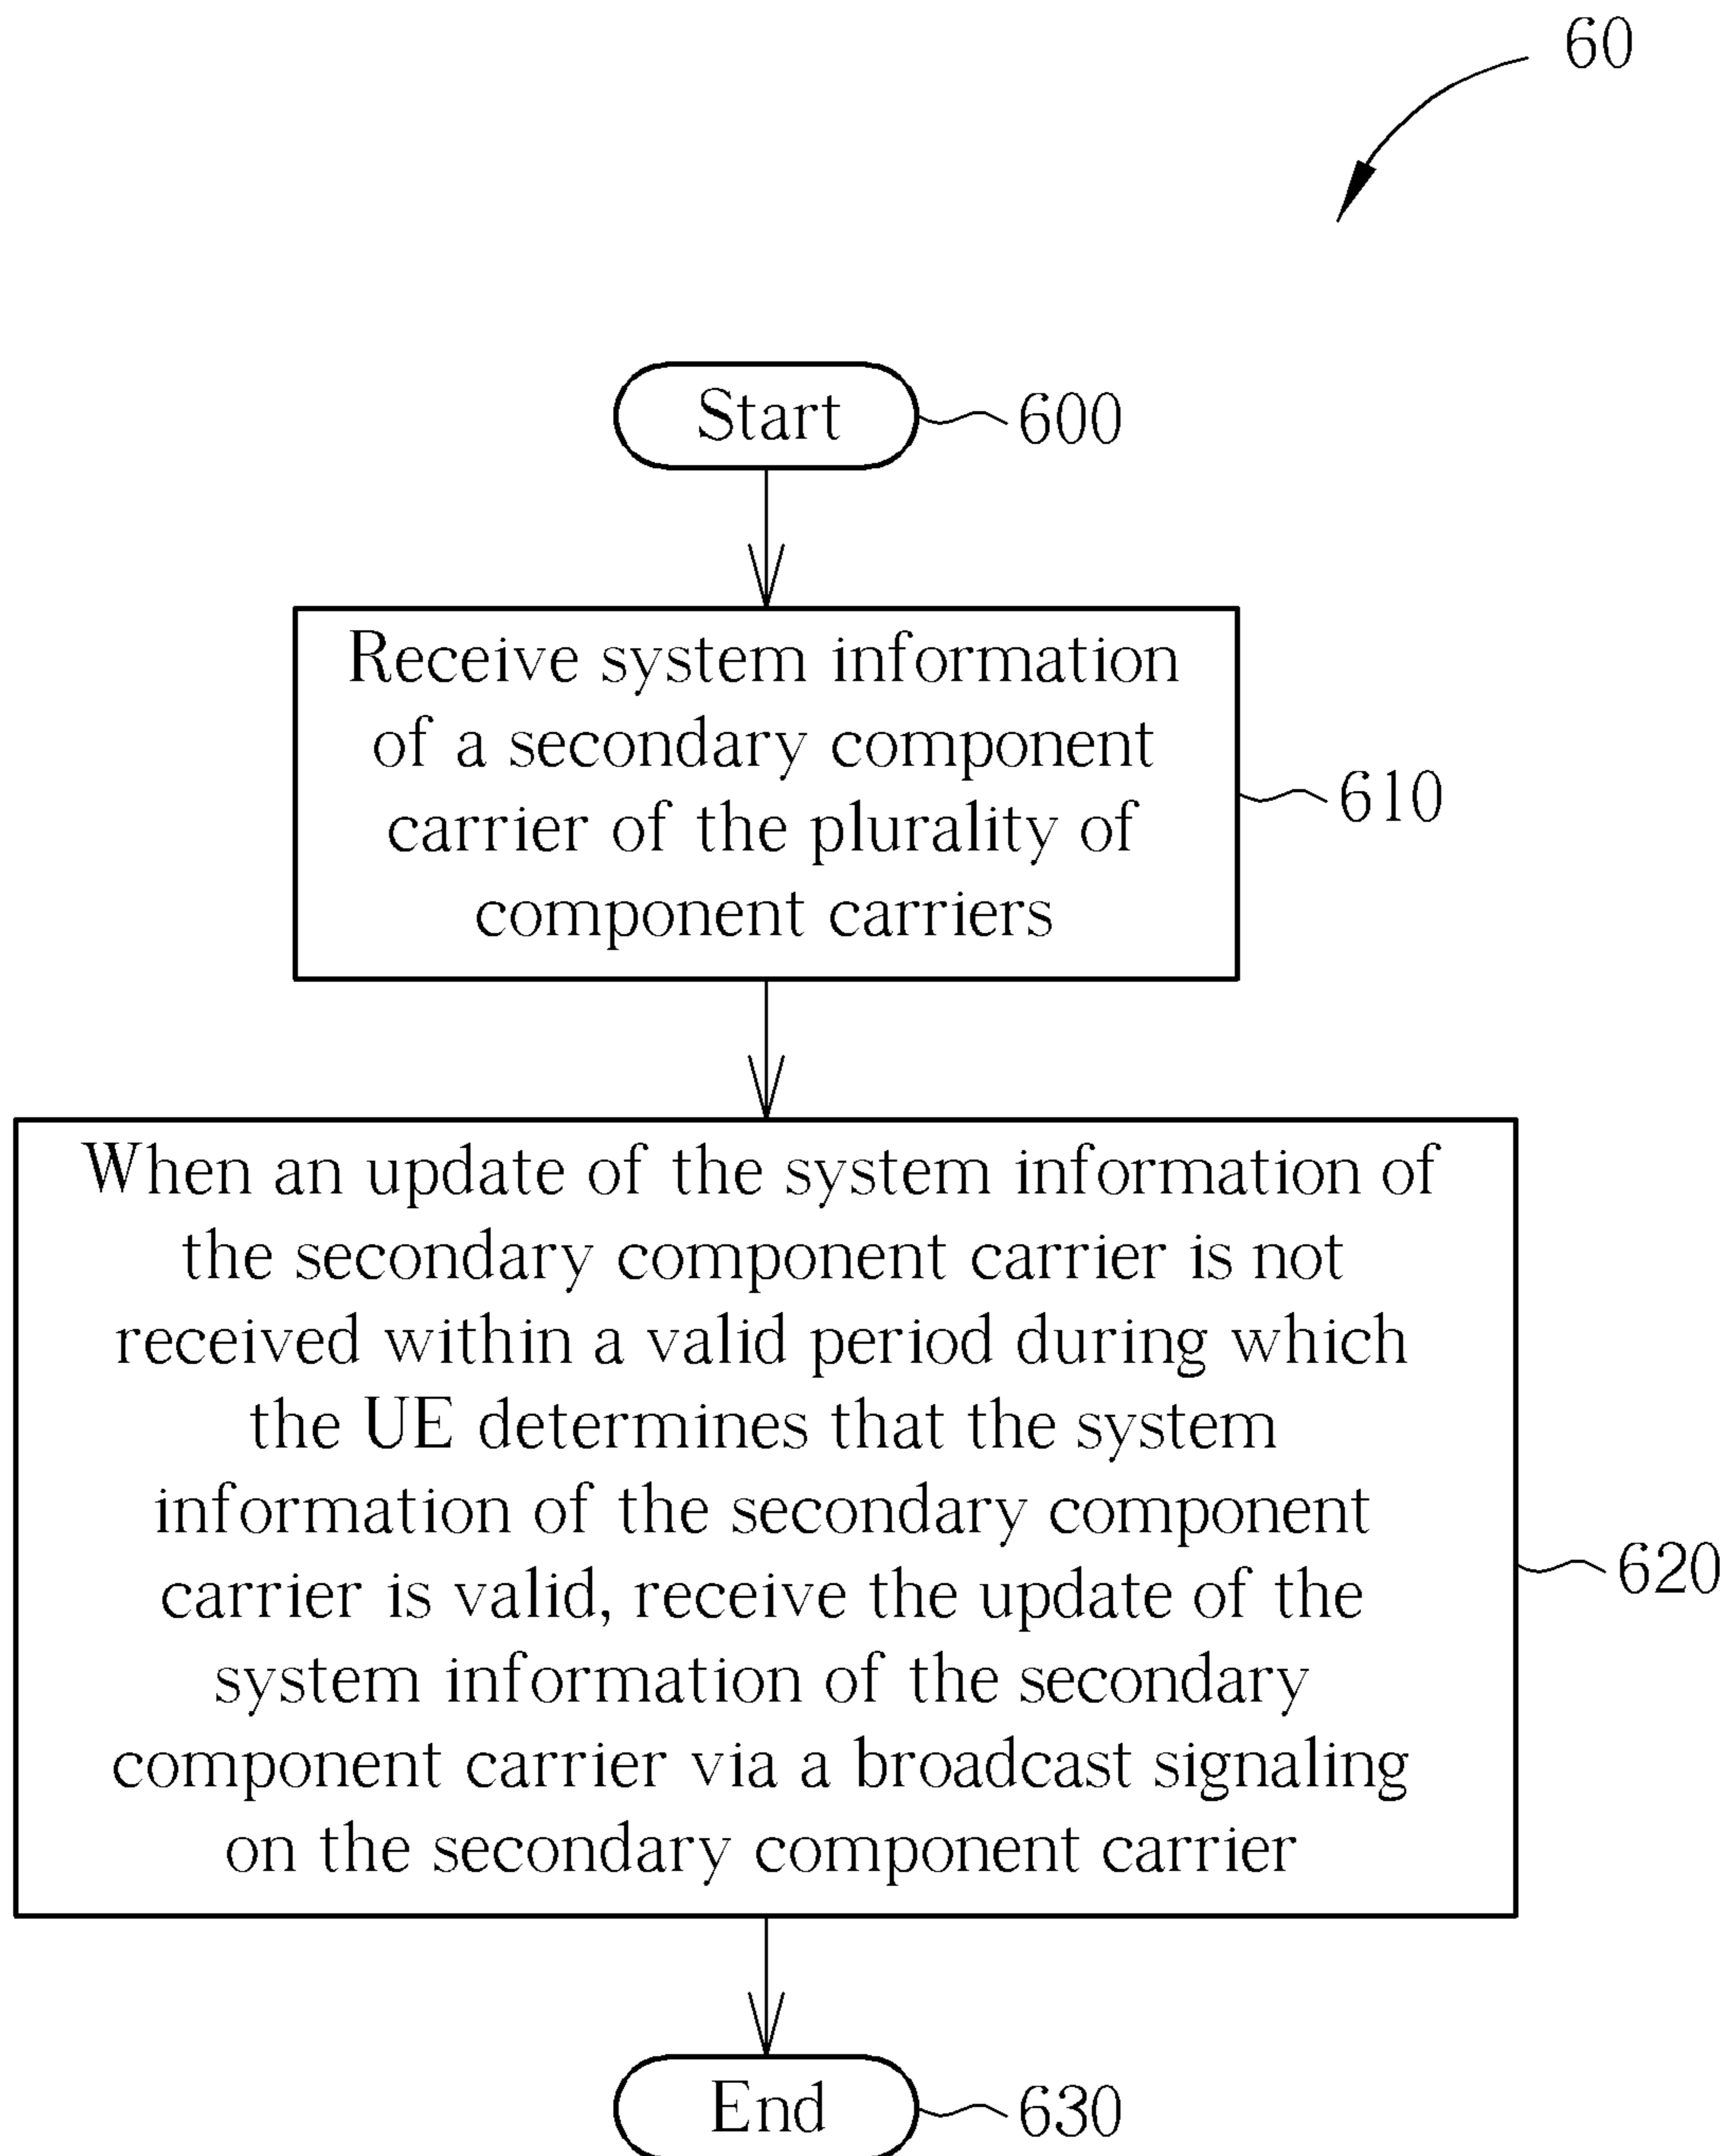 60
Start
600
Receive system information
of a secondary component
carrier of the plurality of
component carriers
610
When an update of the system information of
the secondary component carrier is not
received within a valid period during which
the UE determines that the system
information of the secondary component
carrier is valid, receive the update of the
system information of the secondary
component carrier via a broadcast signaling
on the secondary component carrier
620
End
630